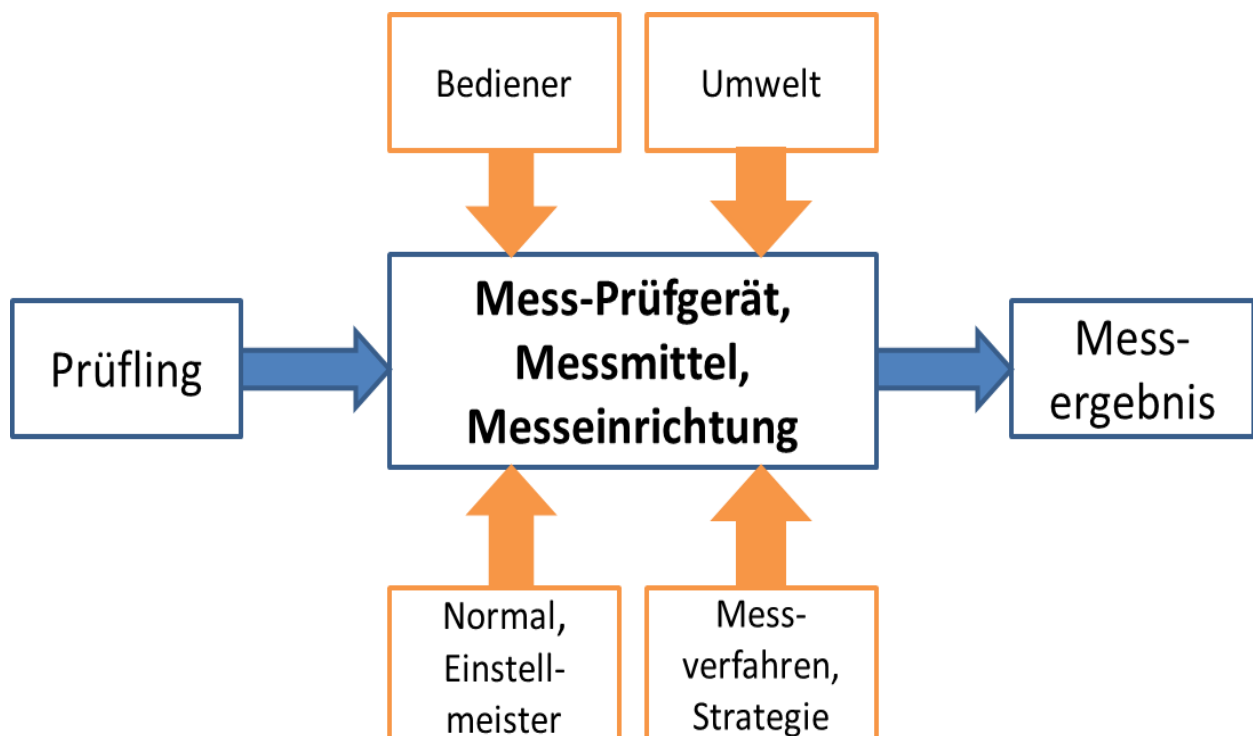 Bediener
Umwelt
Prüfling
Mess-Prüfgerät,
Messmittel,
Messeinrichtung
Mess-
ergebnis
Normal,
Einstell-
meister
Mess-
verfahren,
Strategie